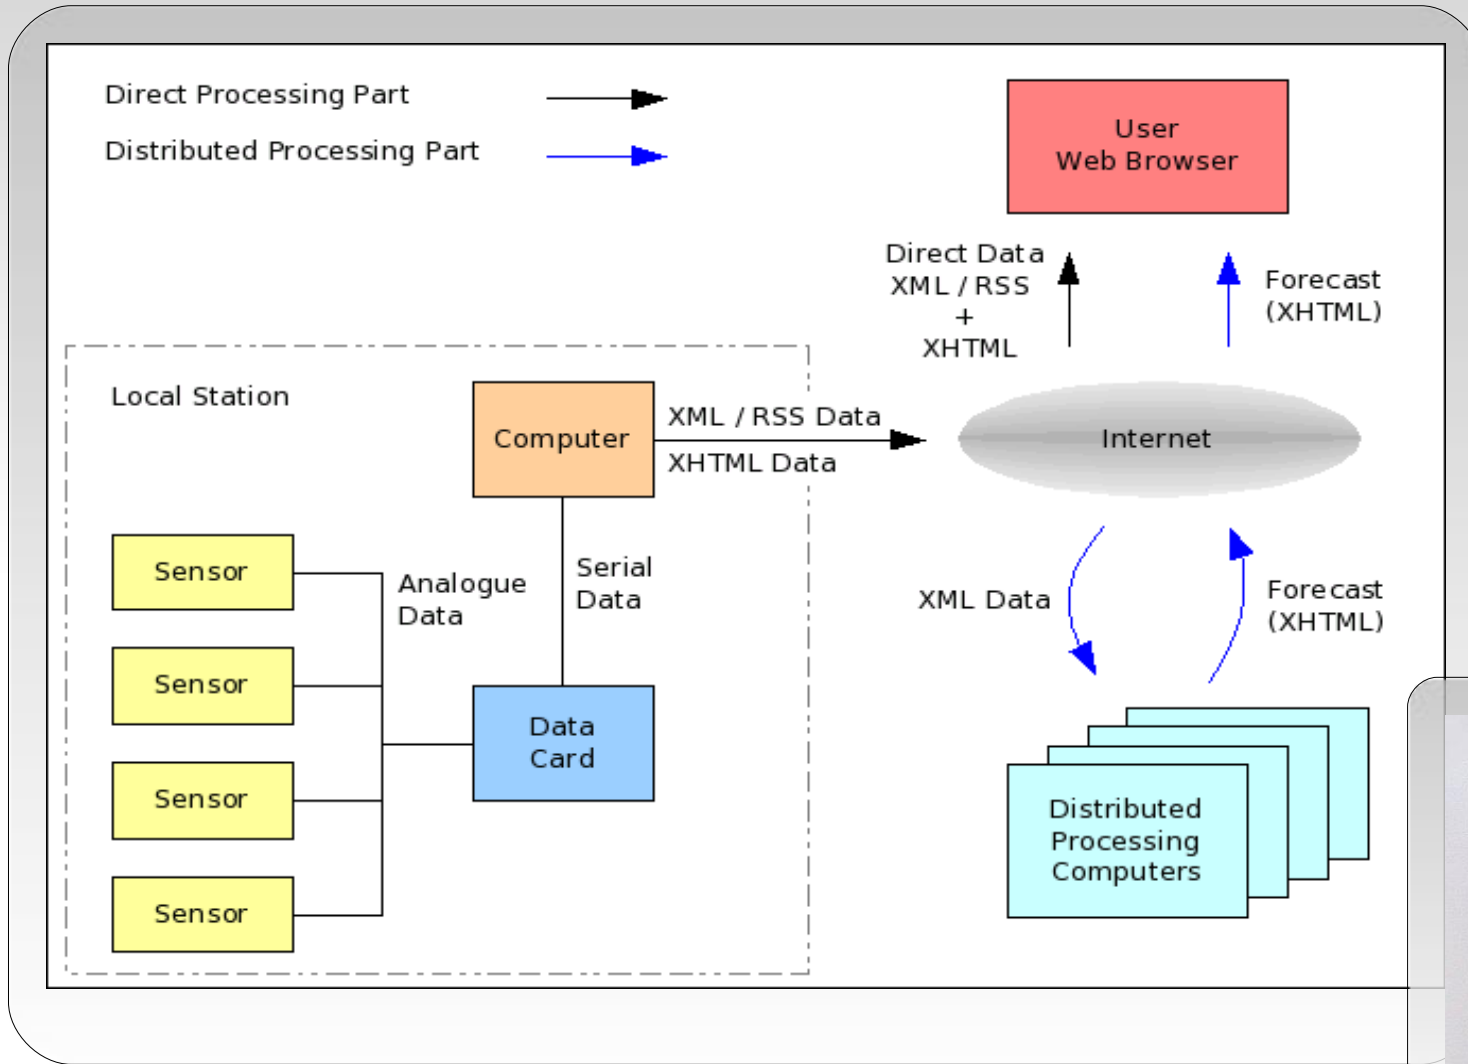 Direct Processing Part
Distributed Processing Part
User
Web Browser
Direct Data
XML / RSS
+
XHTML
Forecast
(XHTML)
Local Station
Computer
XML / RSS Data
XHTML Data
Internet
Sensor
Sensor
Sensor
Sensor
Analogue
Data
Serial
Data
Data
Card
XML Data
Forecast
(XHTML)
Distributed
Processing
Computers